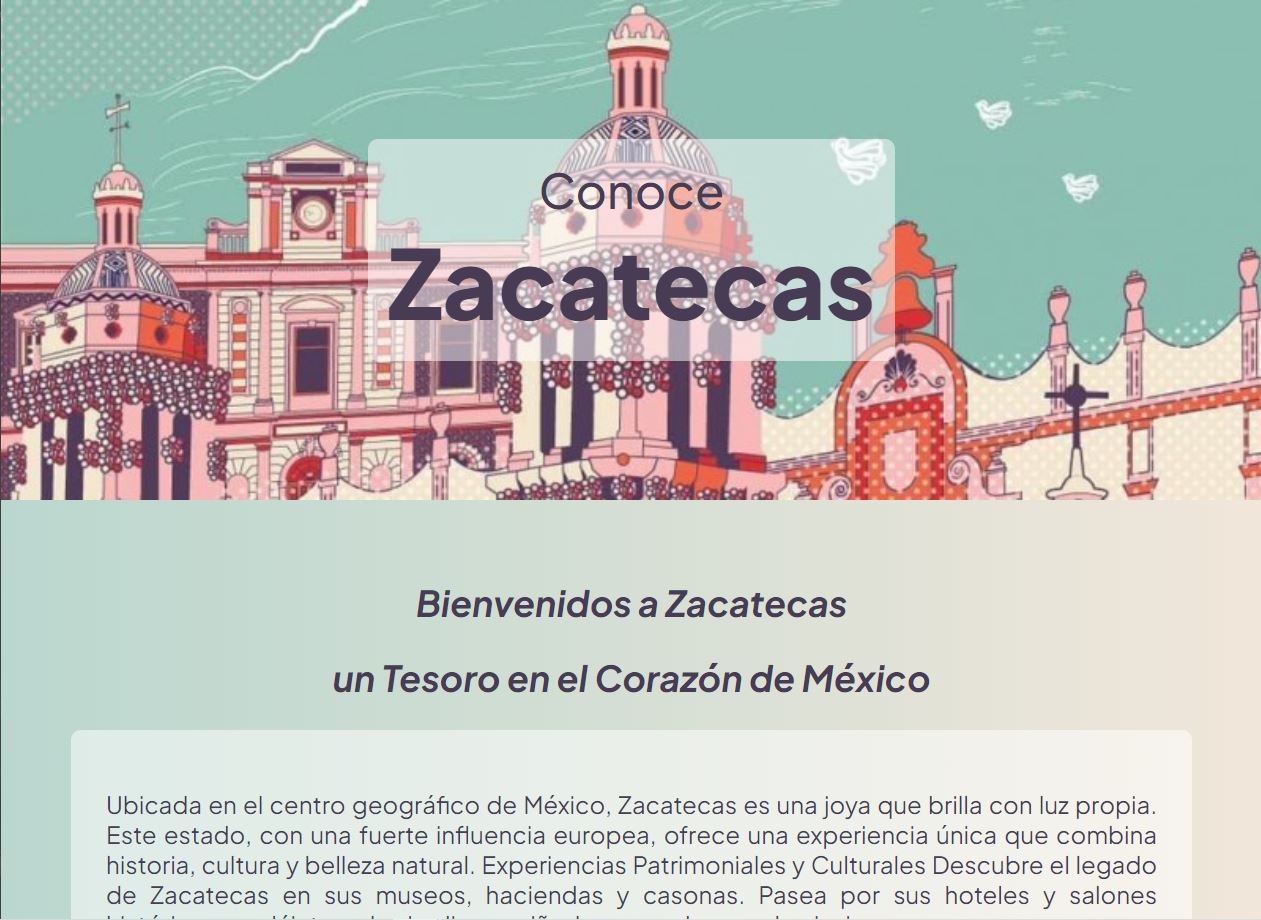 Conoce
Zacatecas
Bienvenidos a Zacatecas
un Tesoro en el Corazón de México
Ubicada en el centro geográfico de México, Zacatecas es una joya que brilla con luz propia.
Este estado, con una fuerte influencia europea, ofrece una experiencia única que combina
historia, cultura y belleza natural. Experiencias Patrimoniales y Culturales Descubre el legado
de Zacatecas en sus museos, haciendas y casonas. Pasea por sus hoteles y salones